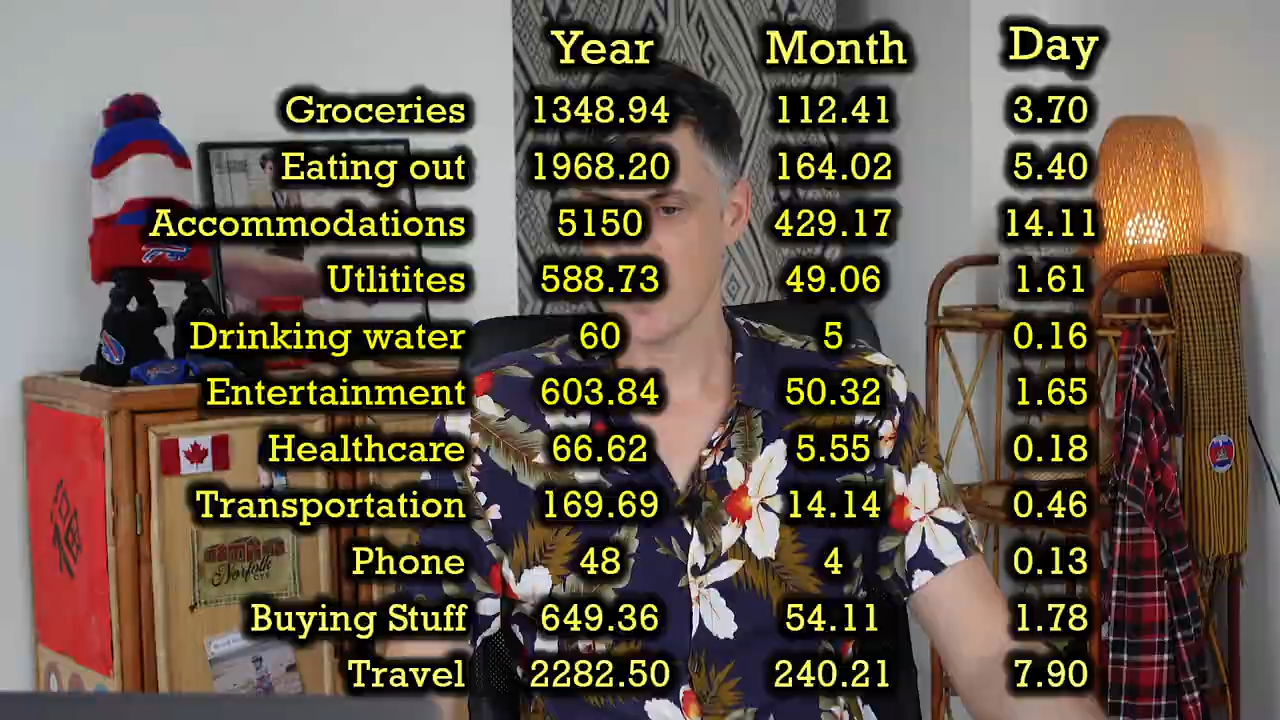 Year Month Day
Groceries 1348.94 112.41 3.70
Eating out 1968.20 164.02 5.40
Accommodations 5150 429.17 14.11
Utlitites 588.73 49.06 1.61
Drinking water 60 5 0.16
Entertainment 603.84 50.32 1.65
Healthcare 66.62 5.55 0.18
Transportation 169.69 14.14 0.46
Phone 48 4 0.13
Buying Stuff 649.36 54.11 1.78
Travel 2282.50 240.21 7.90
福
Norfolk